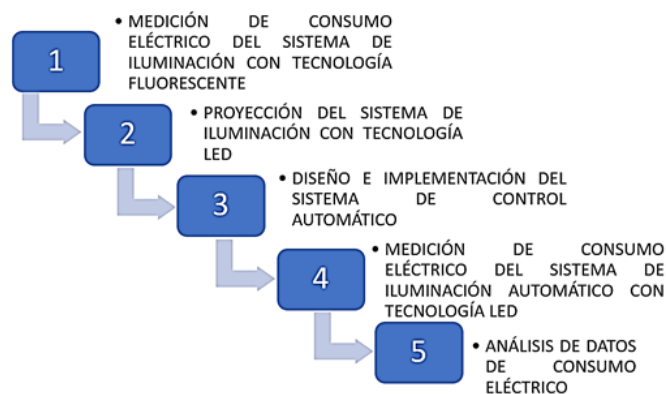 1
• MEDICIÓN DE CONSUMO
ELÉCTRICO DEL SISTEMA DE
ILUMINACIÓN CON TECNOLOGÍA
FLUORESCENTE
2
• PROYECCIÓN DEL SISTEMA DE
ILUMINACIÓN CON TECNOLOGÍA
LED
3
• DISEÑO E IMPLEMENTACIÓN DEL
SISTEMA DE CONTROL
AUTOMÁTICO
4
• MEDICIÓN DE CONSUMO
ELÉCTRICO DEL SISTEMA DE
ILUMINACIÓN AUTOMÁTICO CON
TECNOLOGÍA LED
5
• ANÁLISIS DE DATOS
DE CONSUMO
ELÉCTRICO